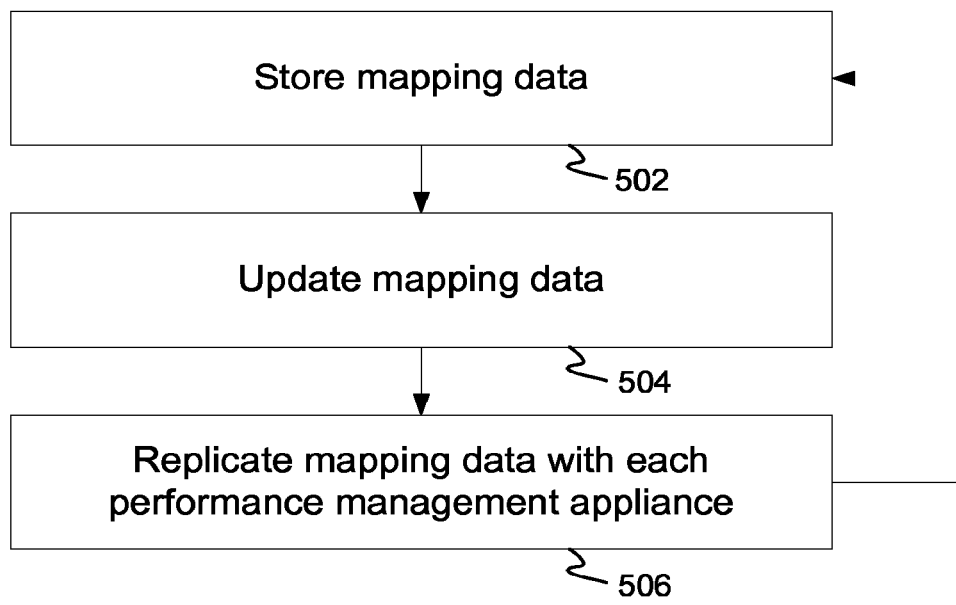 Store mapping data
502
Update mapping data
504
Replicate mapping data with each
performance management appliance
506